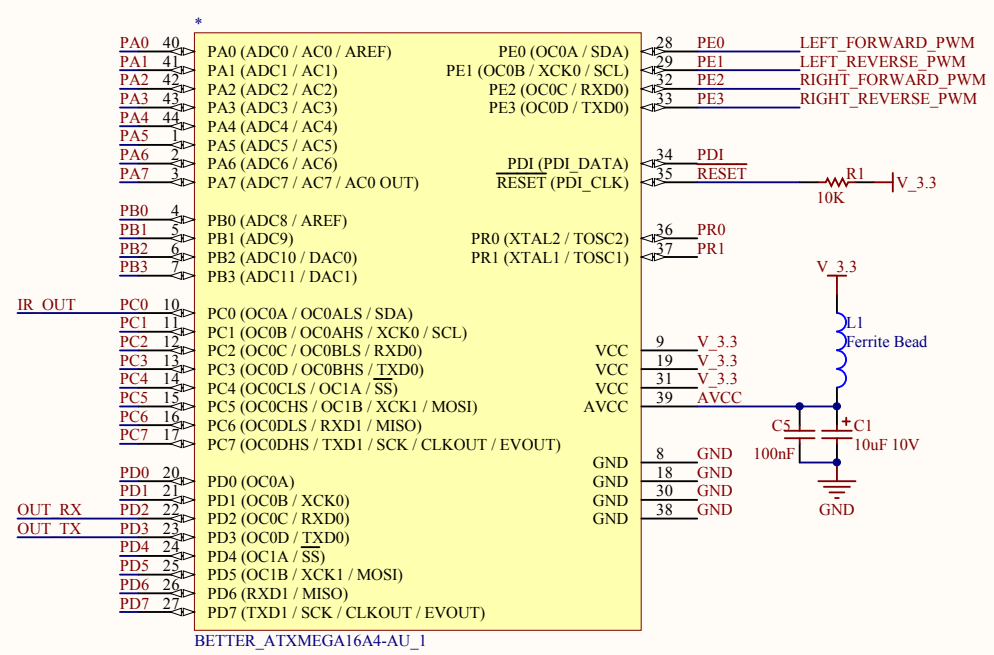 *
PA0 40 PA0 (ADC0 / AC0 / AREF) PE0 (OC0A / SDA) 28 PE0 LEFT_FORWARD_PWM
PA1 41 PA1 (ADC1 / AC1) PE1 (OC0B / XCK0 / SCL) 29 PE1 LEFT_REVERSE_PWM
PA2 42 PA2 (ADC2 / AC2) PE2 (OC0C / RXD0) 32 PE2 RIGHT_FORWARD_PWM
PA3 43 PA3 (ADC3 / AC3) PE3 (OC0D / TXD0) 33 PE3 RIGHT_REVERSE_PWM
PA4 44 PA4 (ADC4 / AC4)
PA5 1 PA5 (ADC5 / AC5)
PA6 2 PA6 (ADC6 / AC6) PDI (PDI_DATA) 34 PDI
PA7 3 PA7 (ADC7 / AC7 / AC0 OUT) RESET (PDI_CLK) 35 RESET R1 V_3.3
10K
PB0 4 PB0 (ADC8 / AREF)
PB1 5 PB1 (ADC9) PR0 (XTAL2 / TOSC2) 36 PR0
PB2 6 PB2 (ADC10 / DAC0) PR1 (XTAL1 / TOSC1) 37 PR1
PB3 7 PB3 (ADC11 / DAC1) V_3.3
IR_OUT PC0 10 PC0 (OC0A / OC0ALS / SDA)
PC1 11 PC1 (OC0B / OC0AHS / XCK0 / SCL) L1
PC2 12 PC2 (OC0C / OC0BLS / RXD0) VCC 9 V_3.3 Ferrite Bead
PC3 13 PC3 (OC0D / OC0BHS / TXD0) VCC 19 V_3.3
PC4 14 PC4 (OC0CLS / OC1A / SS) VCC 31 V_3.3
PC5 15 PC5 (OC0CHS / OC1B / XCK1 / MOSI) AVCC 39 AVCC
PC6 16 PC6 (OC0DLS / RXD1 / MISO) C5 + C1
PC7 17 PC7 (OC0DHS / TXD1 / SCK / CLKOUT / EVOUT) 100nF 10uF 10V
GND 8 GND
PD0 20 PD0 (OC0A) GND 18 GND
PD1 21 PD1 (OC0B / XCK0) GND 30 GND
OUT_RX PD2 22 PD2 (OC0C / RXD0) GND 38 GND GND
OUT_TX PD3 23 PD3 (OC0D / TXD0)
PD4 24 PD4 (OC1A / SS)
PD5 25 PD5 (OC1B / XCK1 / MOSI)
PD6 26 PD6 (RXD1 / MISO)
PD7 27 PD7 (TXD1 / SCK / CLKOUT / EVOUT)
BETTER_ATXMEGA16A4-AU_1